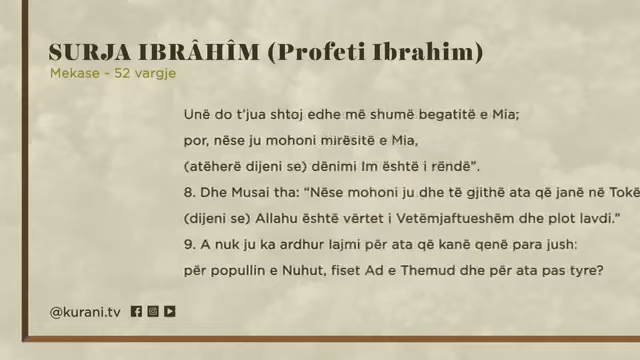 SURJA IBRÂHÎM (Profeti Ibrahim)
Mekase - 52 vargje
Unë do t'jua shtoj edhe më shumë begatitë e Mia;
por, nëse ju mohoni mirësitë e Mia,
(atëherë dijeni se) dënimi Im është i rëndë”.
8. Dhe Musai tha: “Nëse mohoni ju dhe të gjithë ata që janë në Tokë
(dijeni se) Allahu është vërtet i Vetëmjaftueshëm dhe plot lavdi.”
9. A nuk ju ka ardhur lajmi për ata që kanë qenë para jush:
për popullin e Nuhut, fiset Ad e Themud dhe për ata pas tyre?
@kurani.tv